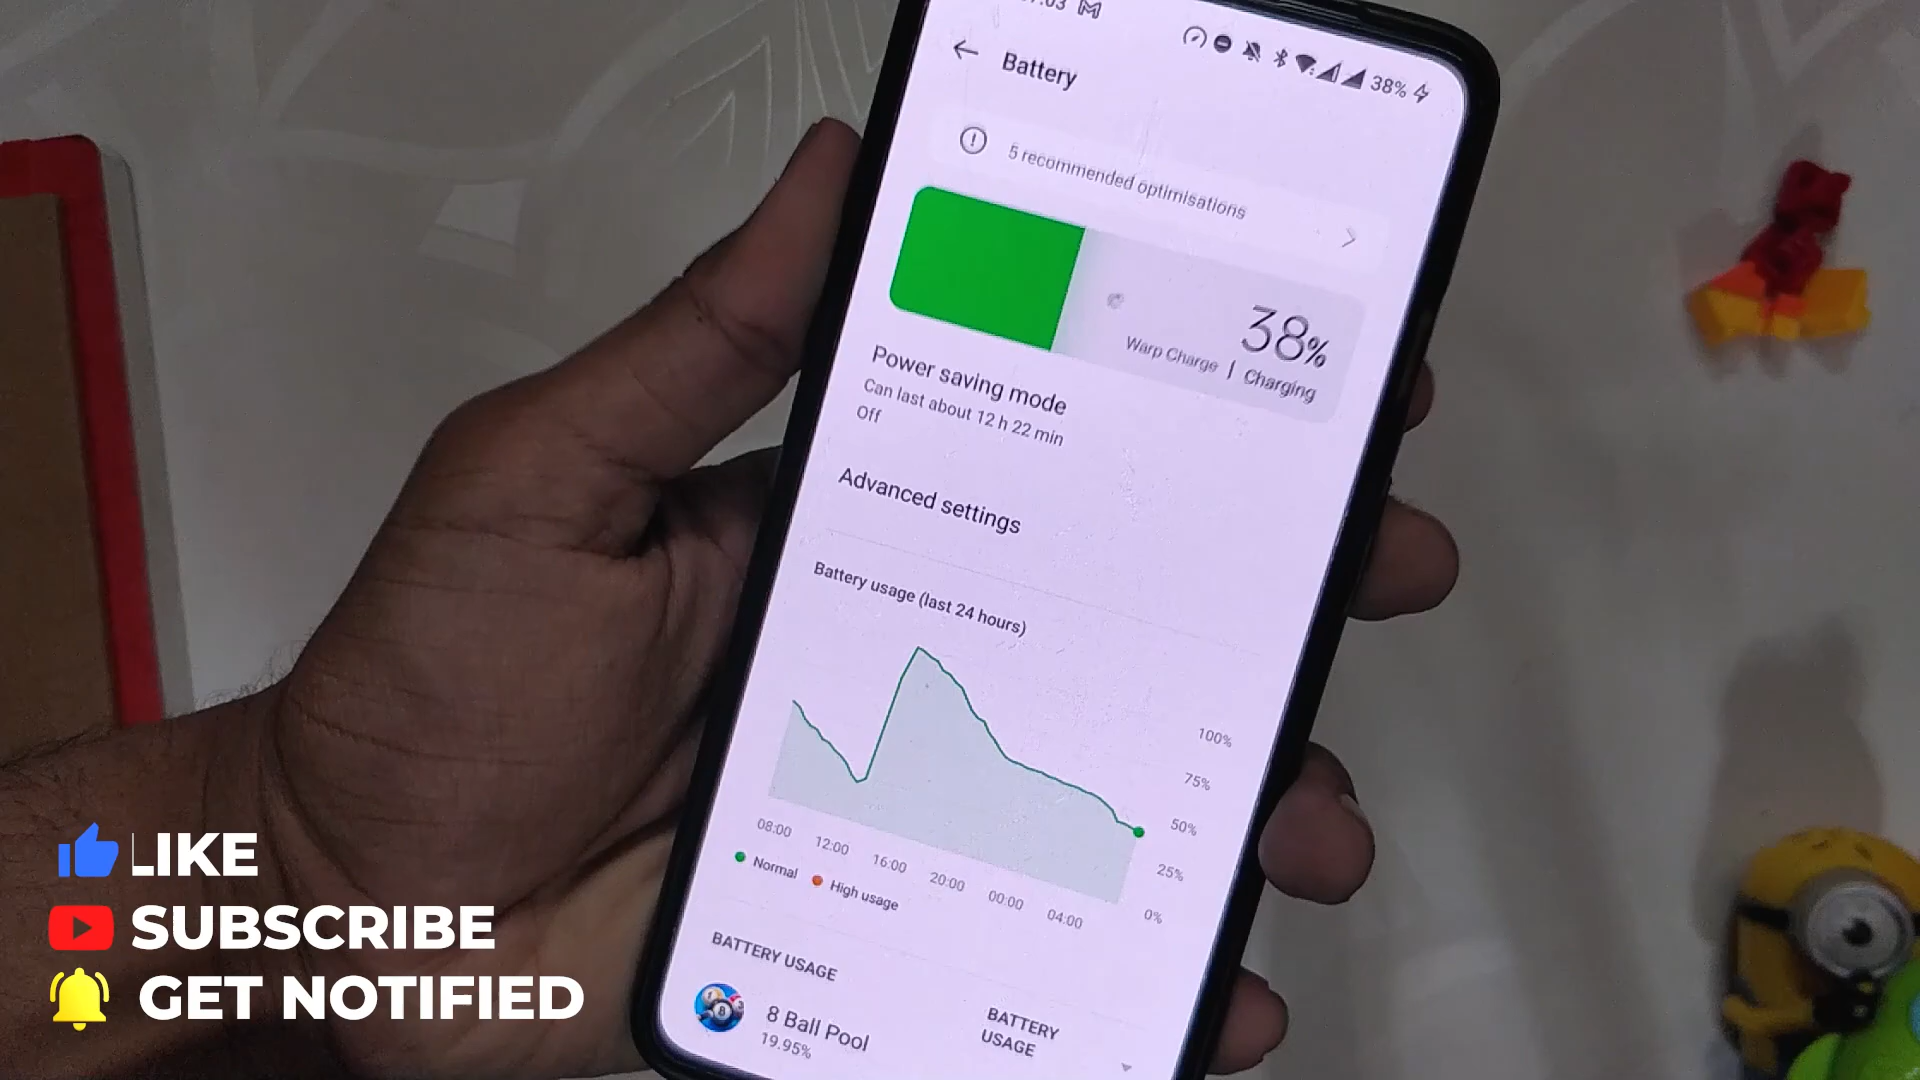 38%
Battery
5 recommended optimisations
38%
Warp Charge | Charging
Power saving mode
Can last about 12 h 22 min
Off
Advanced settings
Battery usage (last 24 hours)
100%
75%
50%
25%
0%
08:00 12:00 16:00 20:00 00:00 04:00
Normal High usage
BATTERY USAGE
8 Ball Pool
19.95%
BATTERY
USAGE
LIKE
SUBSCRIBE
GET NOTIFIED